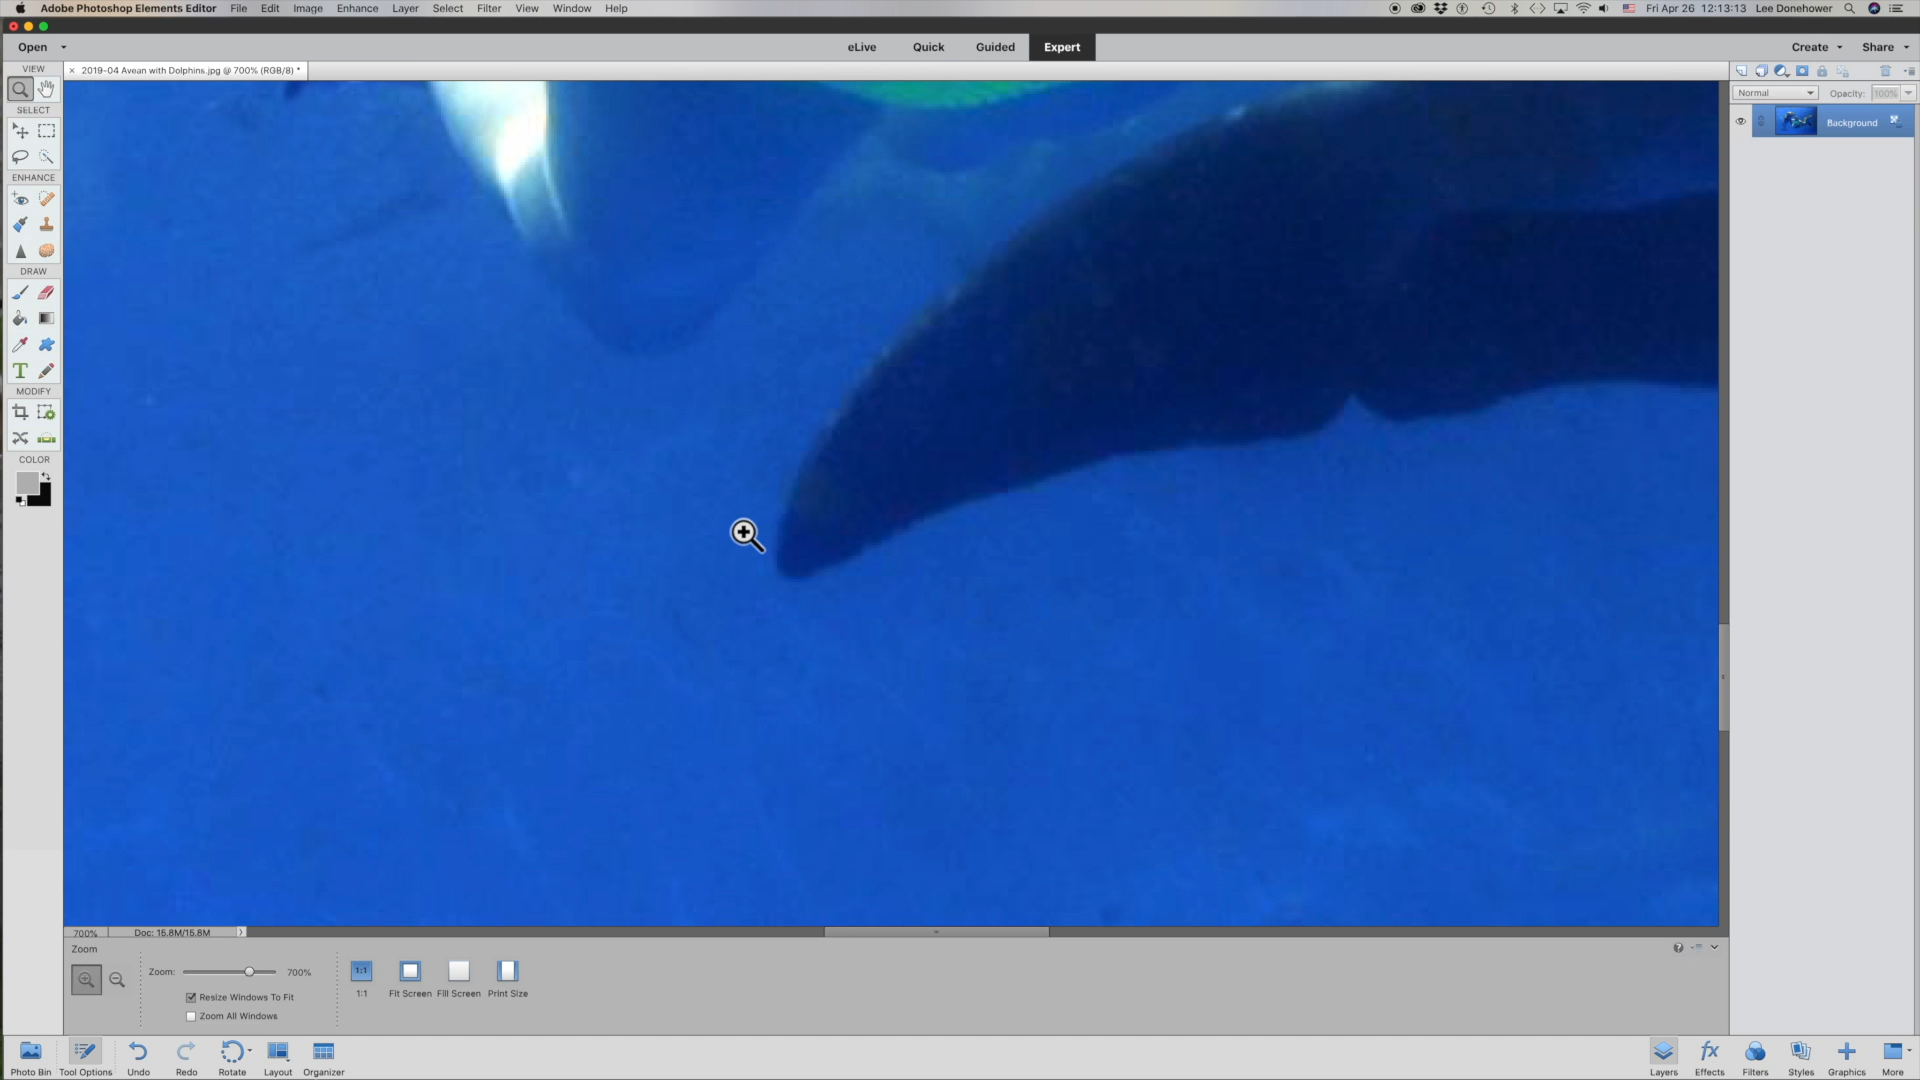 Adobe Photoshop Elements Editor File Edit Image Enhance Layer Select Filter View Window Help Fri Apr 26 12:13:13 Lee Donehower
Open eLive Quick Guided Expert Create Share
VIEW
× 2019-04 Avean with Dolphins.jpg @ 700% (RGB/8) *
Normal Opacity: 100%
SELECT
Background
ENHANCE
DRAW
T
MODIFY
COLOR
700% Doc: 15.8M/15.8M
Zoom
Zoom: 700%
1:1
1:1 Fit Screen Fill Screen Print Size
Resize Windows To Fit
Zoom All Windows
fx
Photo Bin Tool Options Undo Redo Rotate Layout Organizer Layers Effects Filters Styles Graphics More